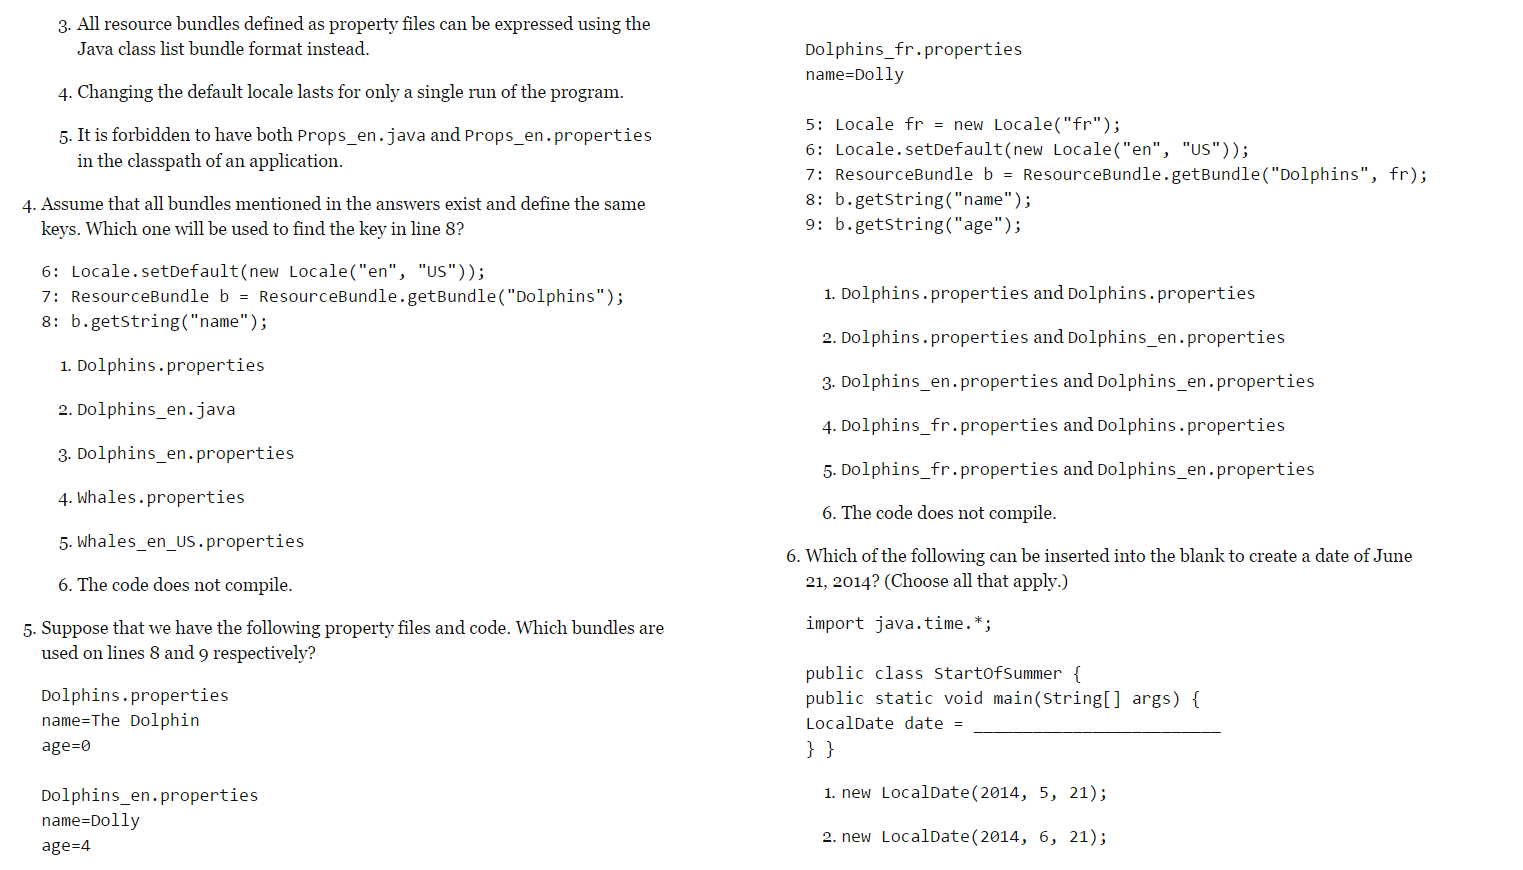 3. All resource bundles defined as property files can be expressed using the
Java class list bundle format instead.
4. Changing the default locale lasts for only a single run of the program.
5. It is forbidden to have both Props_en.java and Props_en.properties
in the classpath of an application.
4. Assume that all bundles mentioned in the answers exist and define the same
keys. Which one will be used to find the key in line 8?
6: Locale.setDefault(new Locale("en", "US"));
7: ResourceBundle b = ResourceBundle.getBundle("Dolphins");
8: b.getString("name");
1. Dolphins.properties
2. Dolphins_en.java
3. Dolphins_en.properties
4. Whales.properties
5. Whales_en_US.properties
6. The code does not compile.
5. Suppose that we have the following property files and code. Which bundles are
used on lines 8 and 9 respectively?
Dolphins.properties
name=The Dolphin
age=0
Dolphins_en.properties
name=Dolly
age=4
Dolphins_fr.properties
name=Dolly
5: Locale fr = new Locale("fr");
6: Locale.setDefault(new Locale("en", "US"));
7: ResourceBundle b = ResourceBundle.getBundle("Dolphins", fr);
8: b.getString("name");
9: b.getString("age");
1. Dolphins.properties and Dolphins.properties
2. Dolphins.properties and Dolphins_en.properties
3. Dolphins_en.properties and Dolphins_en.properties
4. Dolphins_fr.properties and Dolphins.properties
5. Dolphins_fr.properties and Dolphins_en.properties
6. The code does not compile.
6. Which of the following can be inserted into the blank to create a date of June
21, 2014? (Choose all that apply.)
import java.time.*;
public class StartOfSummer {
public static void main(String[] args) {
LocalDate date = _________________________
} }
1. new LocalDate(2014, 5, 21);
2. new LocalDate(2014, 6, 21);